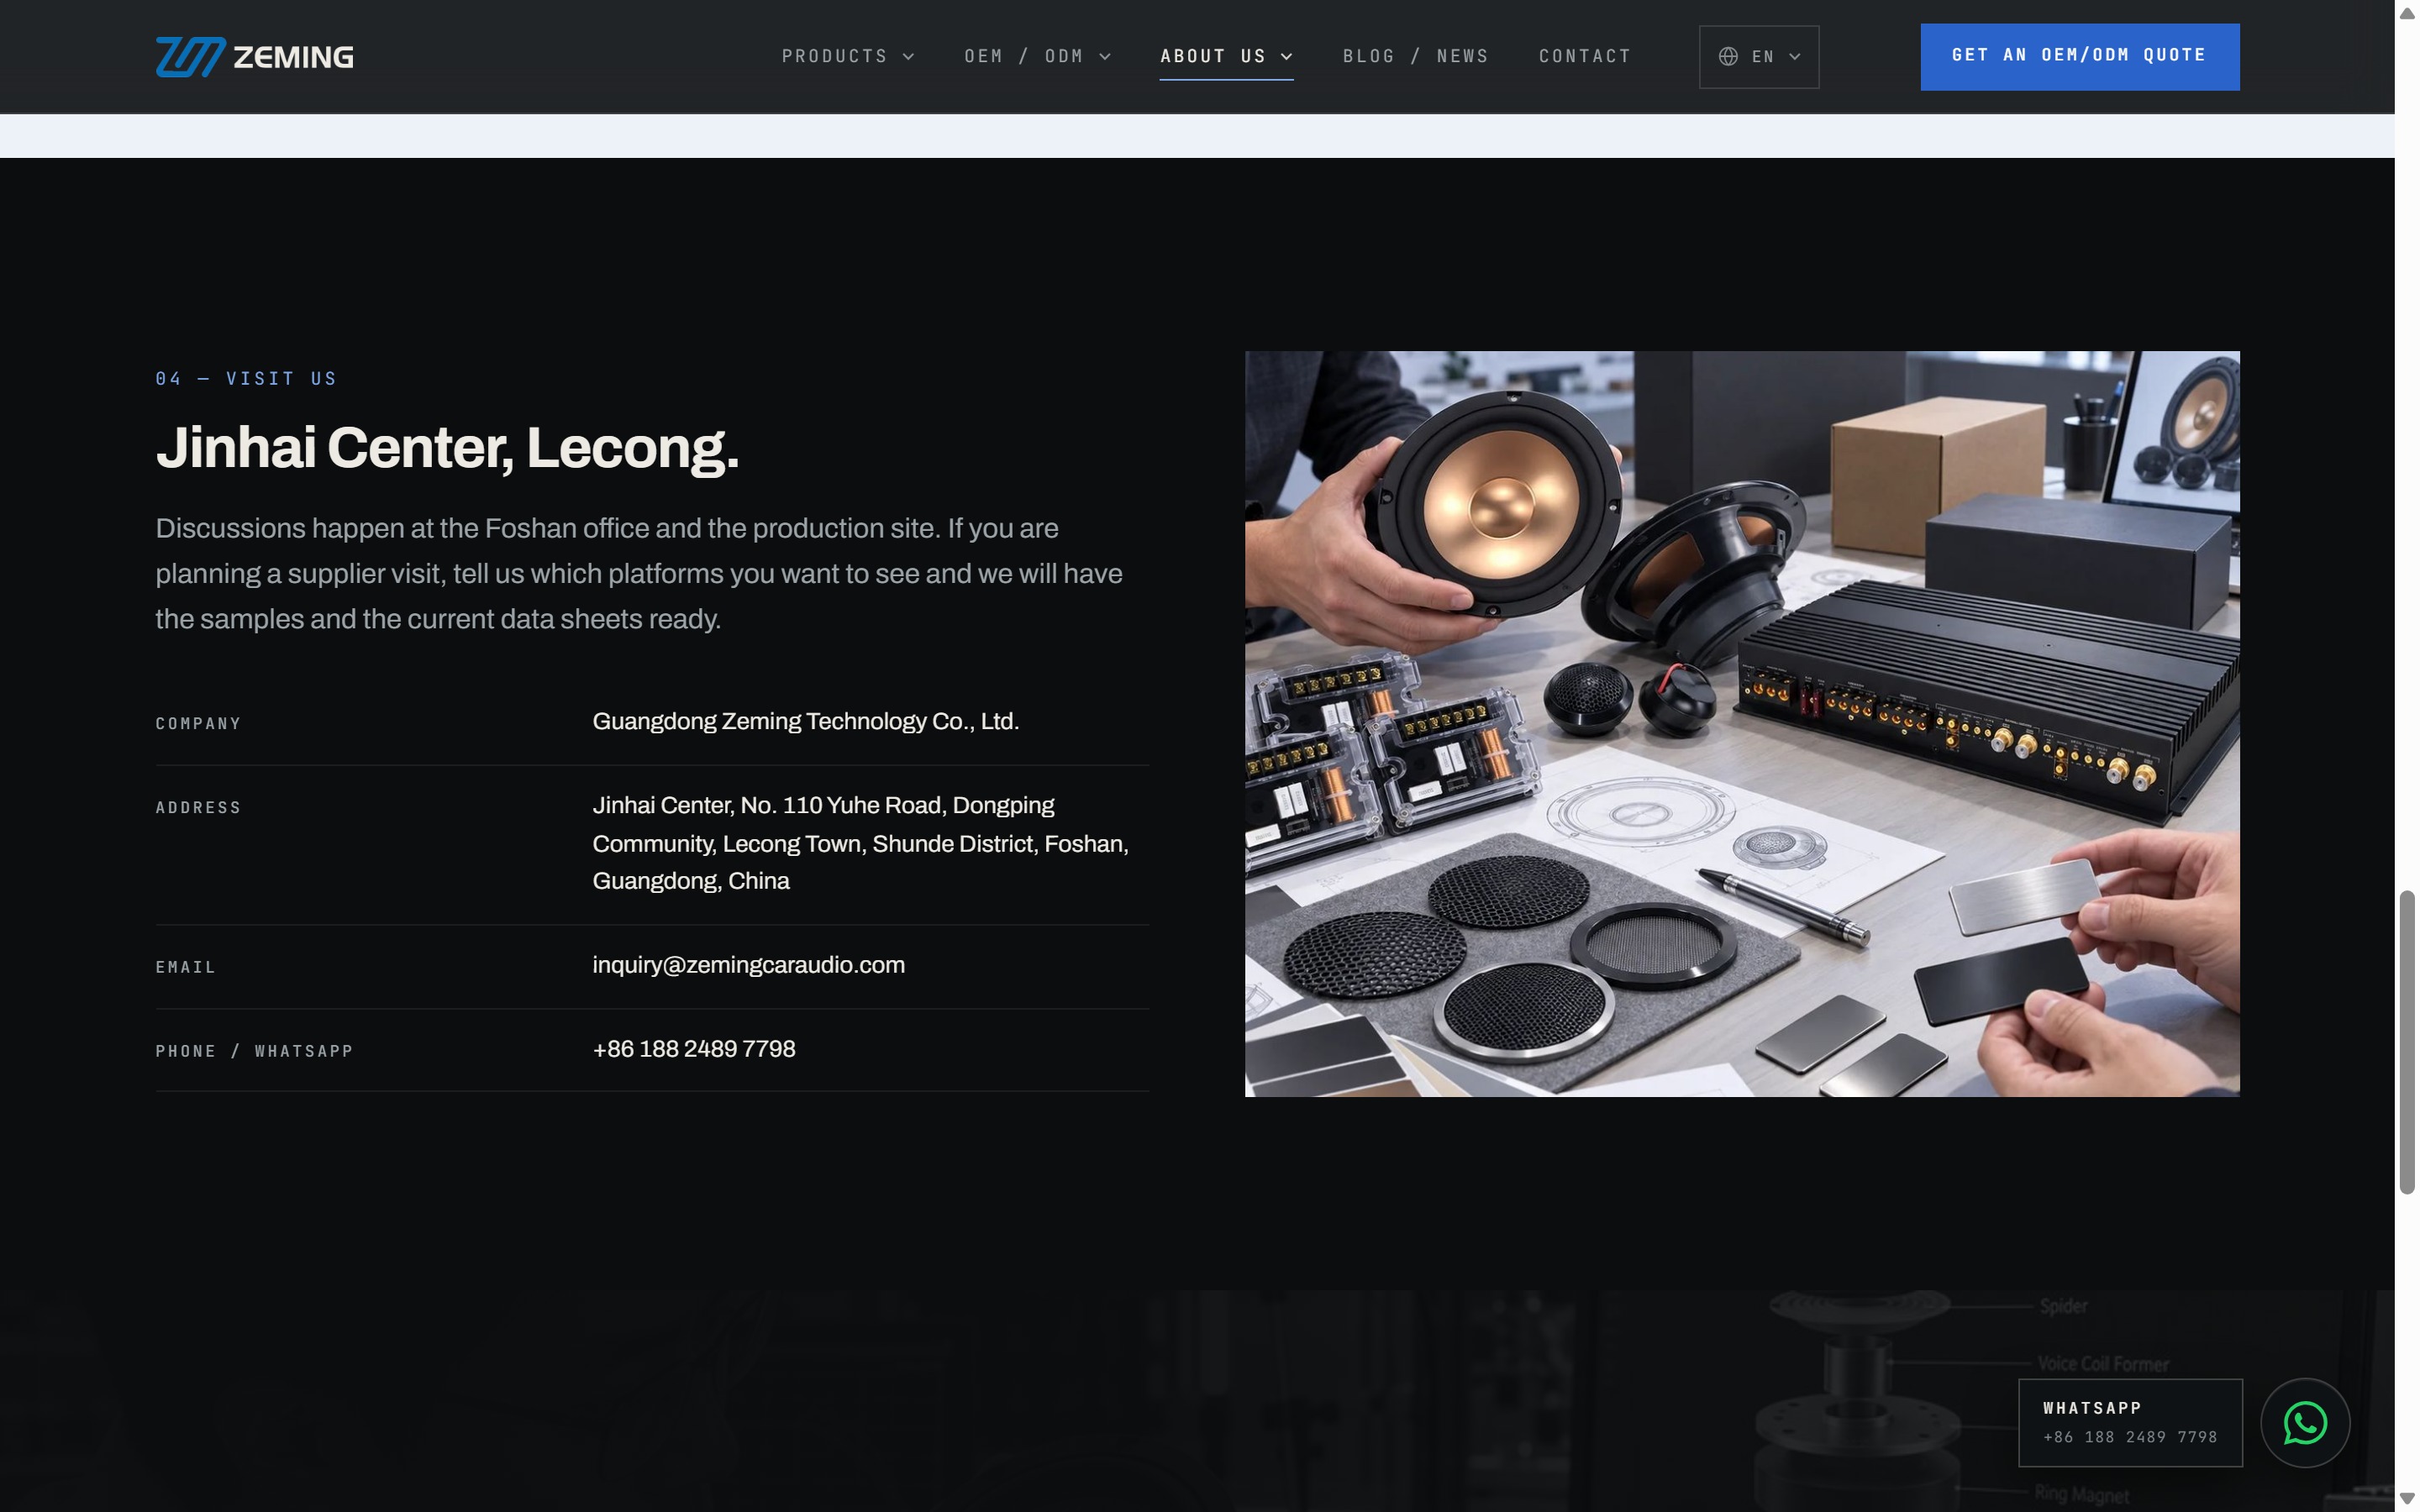 ZEMING
PRODUCTS
OEM / ODM
ABOUT US
BLOG / NEWS
CONTACT
EN
GET AN OEM/ODM QUOTE
04 — VISIT US
Jinhai Center, Lecong.
Discussions happen at the Foshan office and the production site. If you are
planning a supplier visit, tell us which platforms you want to see and we will have
the samples and the current data sheets ready.
COMPANY
Guangdong Zeming Technology Co., Ltd.
ADDRESS
Jinhai Center, No. 110 Yuhe Road, Dongping
Community, Lecong Town, Shunde District, Foshan,
Guangdong, China
EMAIL
inquiry@zemingcaraudio.com
PHONE / WHATSAPP
+86 188 2489 7798
Spider
Voice Coil Former
WHATSAPP
+86 188 2489 7798
Ring Magnet